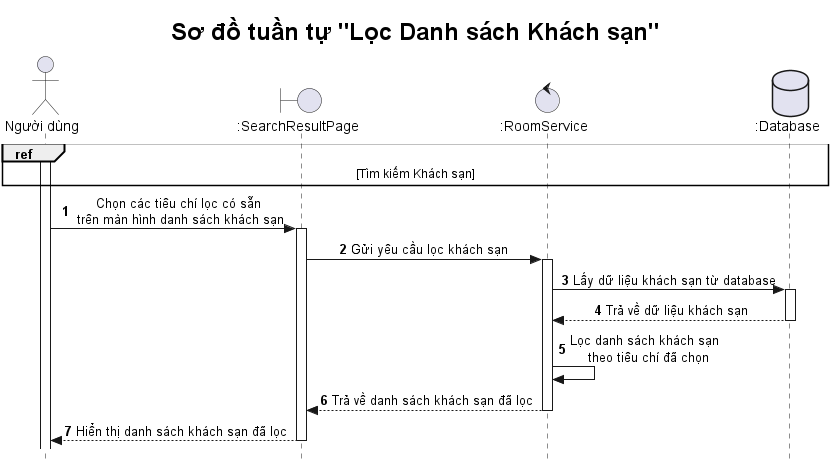 Sơ đồ tuần tự "Lọc Danh sách Khách sạn"
Người dùng
:SearchResultPage
:RoomService
:Database
ref
[Tìm kiếm Khách sạn]
1 Chọn các tiêu chí lọc có sẵn
trên màn hình danh sách khách sạn
2 Gửi yêu cầu lọc khách sạn
3 Lấy dữ liệu khách sạn từ database
4 Trả về dữ liệu khách sạn
5 Lọc danh sách khách sạn
theo tiêu chí đã chọn
6 Trả về danh sách khách sạn đã lọc
7 Hiển thị danh sách khách sạn đã lọc